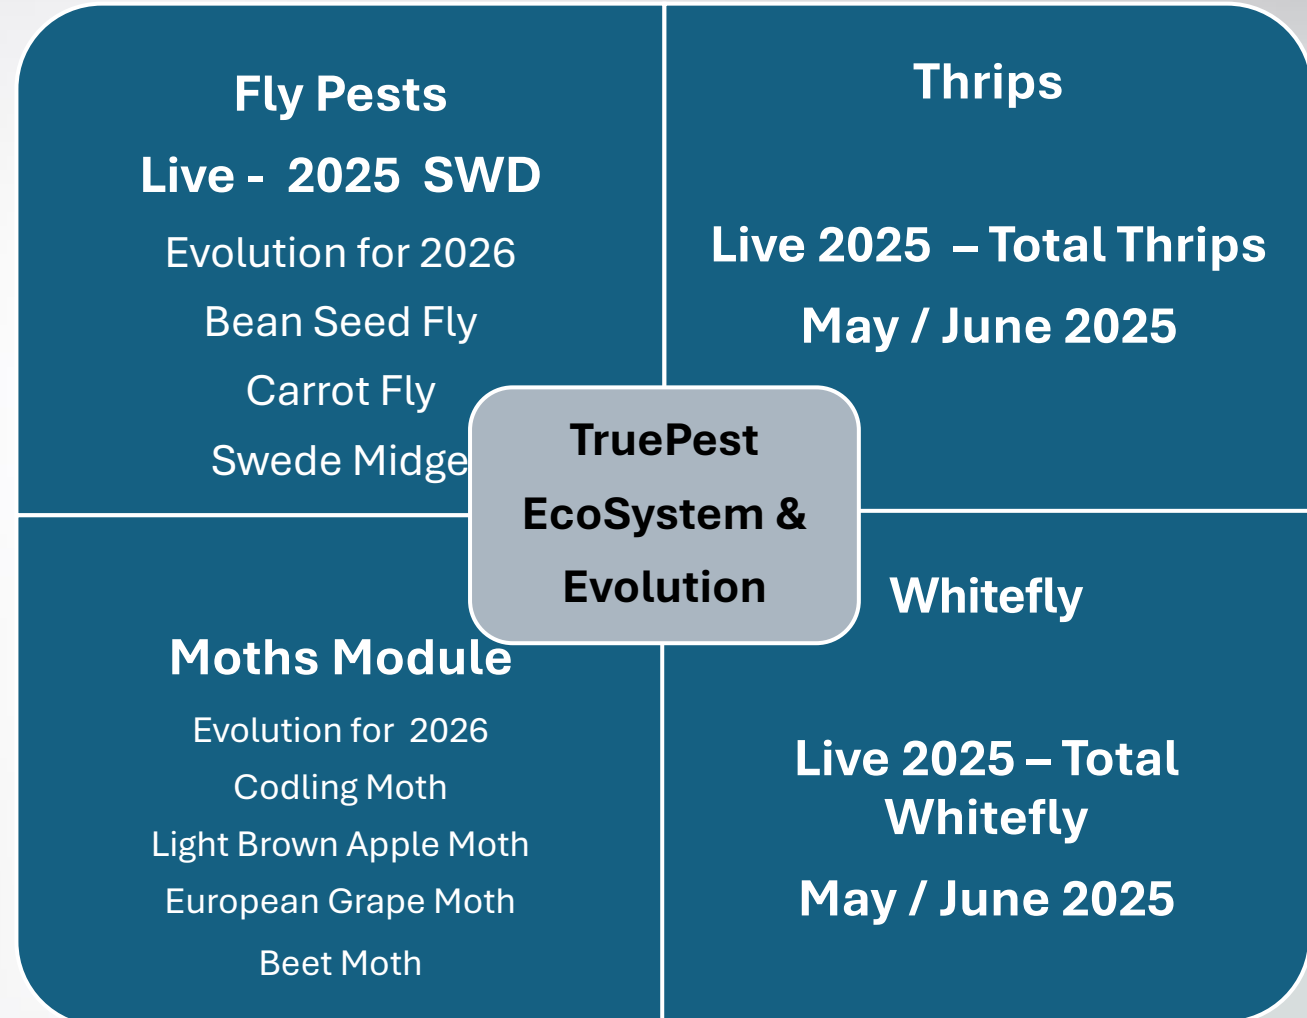 Fly Pests
Live - 2025 SWD
Evolution for 2026
Bean Seed Fly
Carrot Fly
Swede Midge
Thrips
Live 2025 – Total Thrips
May / June 2025
TruePest
EcoSystem &
Evolution
Moths Module
Evolution for 2026
Codling Moth
Light Brown Apple Moth
European Grape Moth
Beet Moth
Whitefly
Live 2025 – Total
Whitefly
May / June 2025